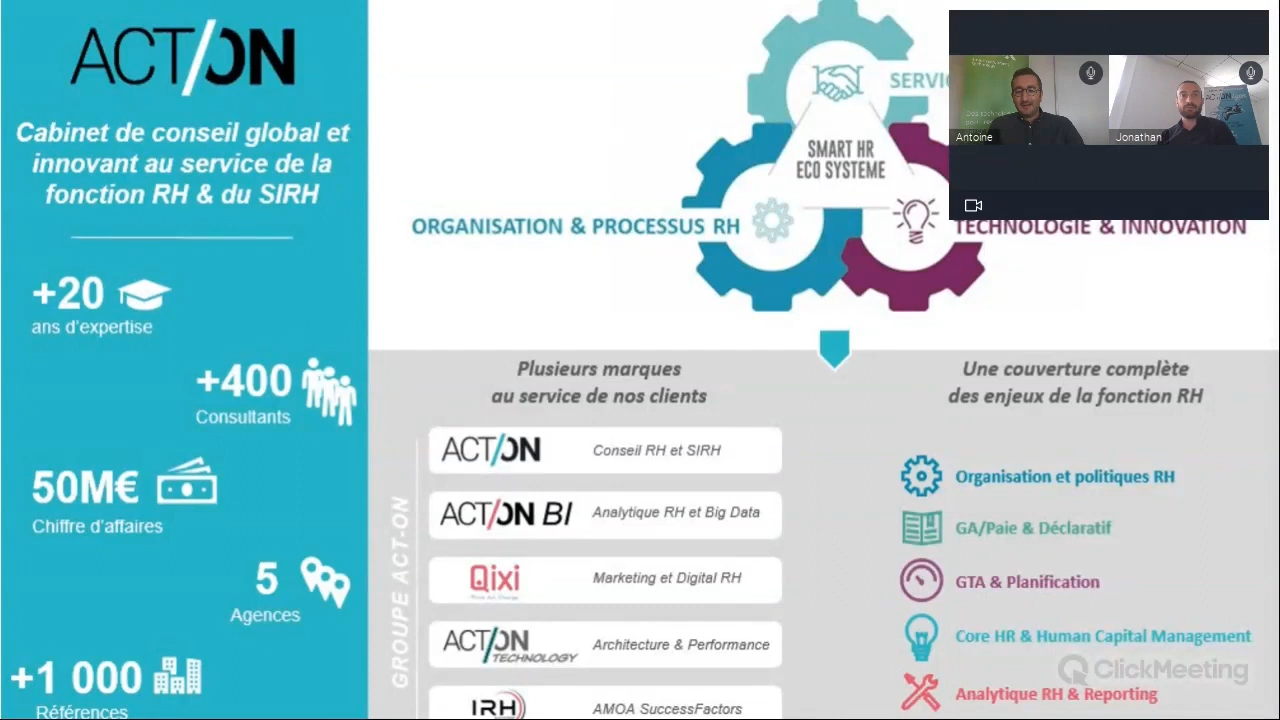 ACT/ON
Cabinet de conseil global et
innovant au service de la
fonction RH & du SIRH
+20
ans d'expertise
+400
Consultants
50M€
Chiffre d'affaires
5
Agences
+1 000
Références
SERVIC
SMART HR
ECO SYSTEME
ORGANISATION & PROCESSUS RH
TECHNOLOGIE & INNOVATION
Antoine
Jonathan
ACT/ON
Plusieurs marques
au service de nos clients
GROUPE ACT-ON
ACT/ON
Conseil RH et SIRH
ACT/ON BI
Analytique RH et Big Data
Qixi
Marketing et Digital RH
ACT/ON
TECHNOLOGY
Architecture & Performance
IRH
AMOA SuccessFactors
Une couverture complète
des enjeux de la fonction RH
Organisation et politiques RH
GA/Paie & Déclaratif
GTA & Planification
Core HR & Human Capital Management
Analytique RH & Reporting
ClickMeeting